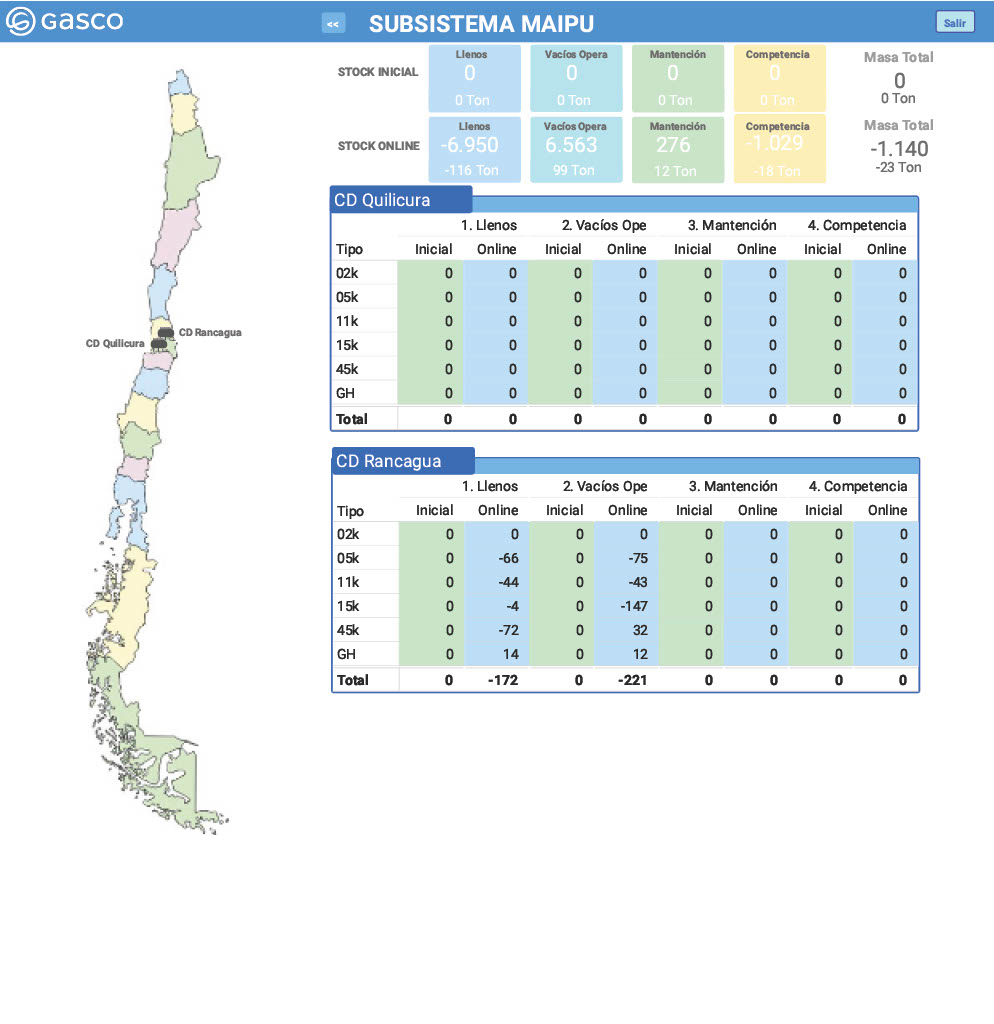 GASCO
<< SUBSISTEMA MAIPU Salir
STOCK INICIAL
Llenos
0
0 Ton
Vacíos Opera
0
0 Ton
Mantención
0
0 Ton
Competencia
0
0 Ton
Masa Total
0
0 Ton
STOCK ONLINE
Llenos
-6.950
-116 Ton
Vacíos Opera
6.563
99 Ton
Mantención
276
12 Ton
Competencia
-1.029
-18 Ton
Masa Total
-1.140
-23 Ton
CD Rancagua
CD Quilicura
CD Quilicura
1. Llenos 2. Vacíos Ope 3. Mantención 4. Competencia
Tipo Inicial Online Inicial Online Inicial Online Inicial Online
02k 0 0 0 0 0 0 0 0
05k 0 0 0 0 0 0 0 0
11k 0 0 0 0 0 0 0 0
15k 0 0 0 0 0 0 0 0
45k 0 0 0 0 0 0 0 0
GH 0 0 0 0 0 0 0 0
Total 0 0 0 0 0 0 0 0
CD Rancagua
1. Llenos 2. Vacíos Ope 3. Mantención 4. Competencia
Tipo Inicial Online Inicial Online Inicial Online Inicial Online
02k 0 0 0 0 0 0 0 0
05k 0 -66 0 -75 0 0 0 0
11k 0 -44 0 -43 0 0 0 0
15k 0 -4 0 -147 0 0 0 0
45k 0 -72 0 32 0 0 0 0
GH 0 14 0 12 0 0 0 0
Total 0 -172 0 -221 0 0 0 0